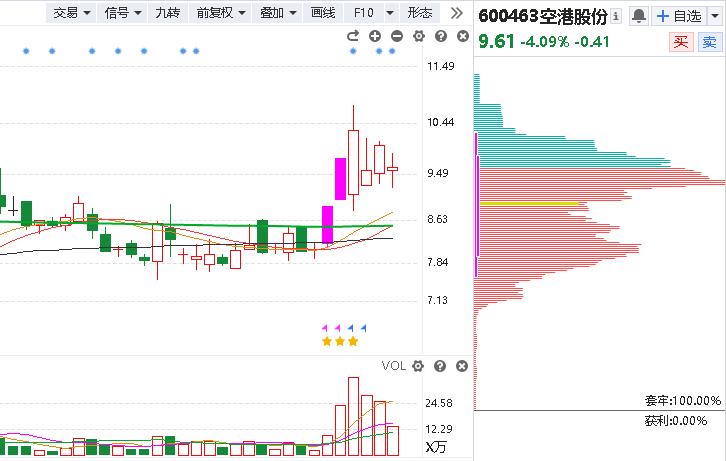 交易 信号 九转 前复权 叠加 画线 F10 形态
600463空港股份
自选
9.61 -4.09% -0.41
买 卖
11.49
10.44
9.49
8.63
7.84
7.13
VOL
24.58
12.29
X万
套牢:100.00%
获利:0.00%